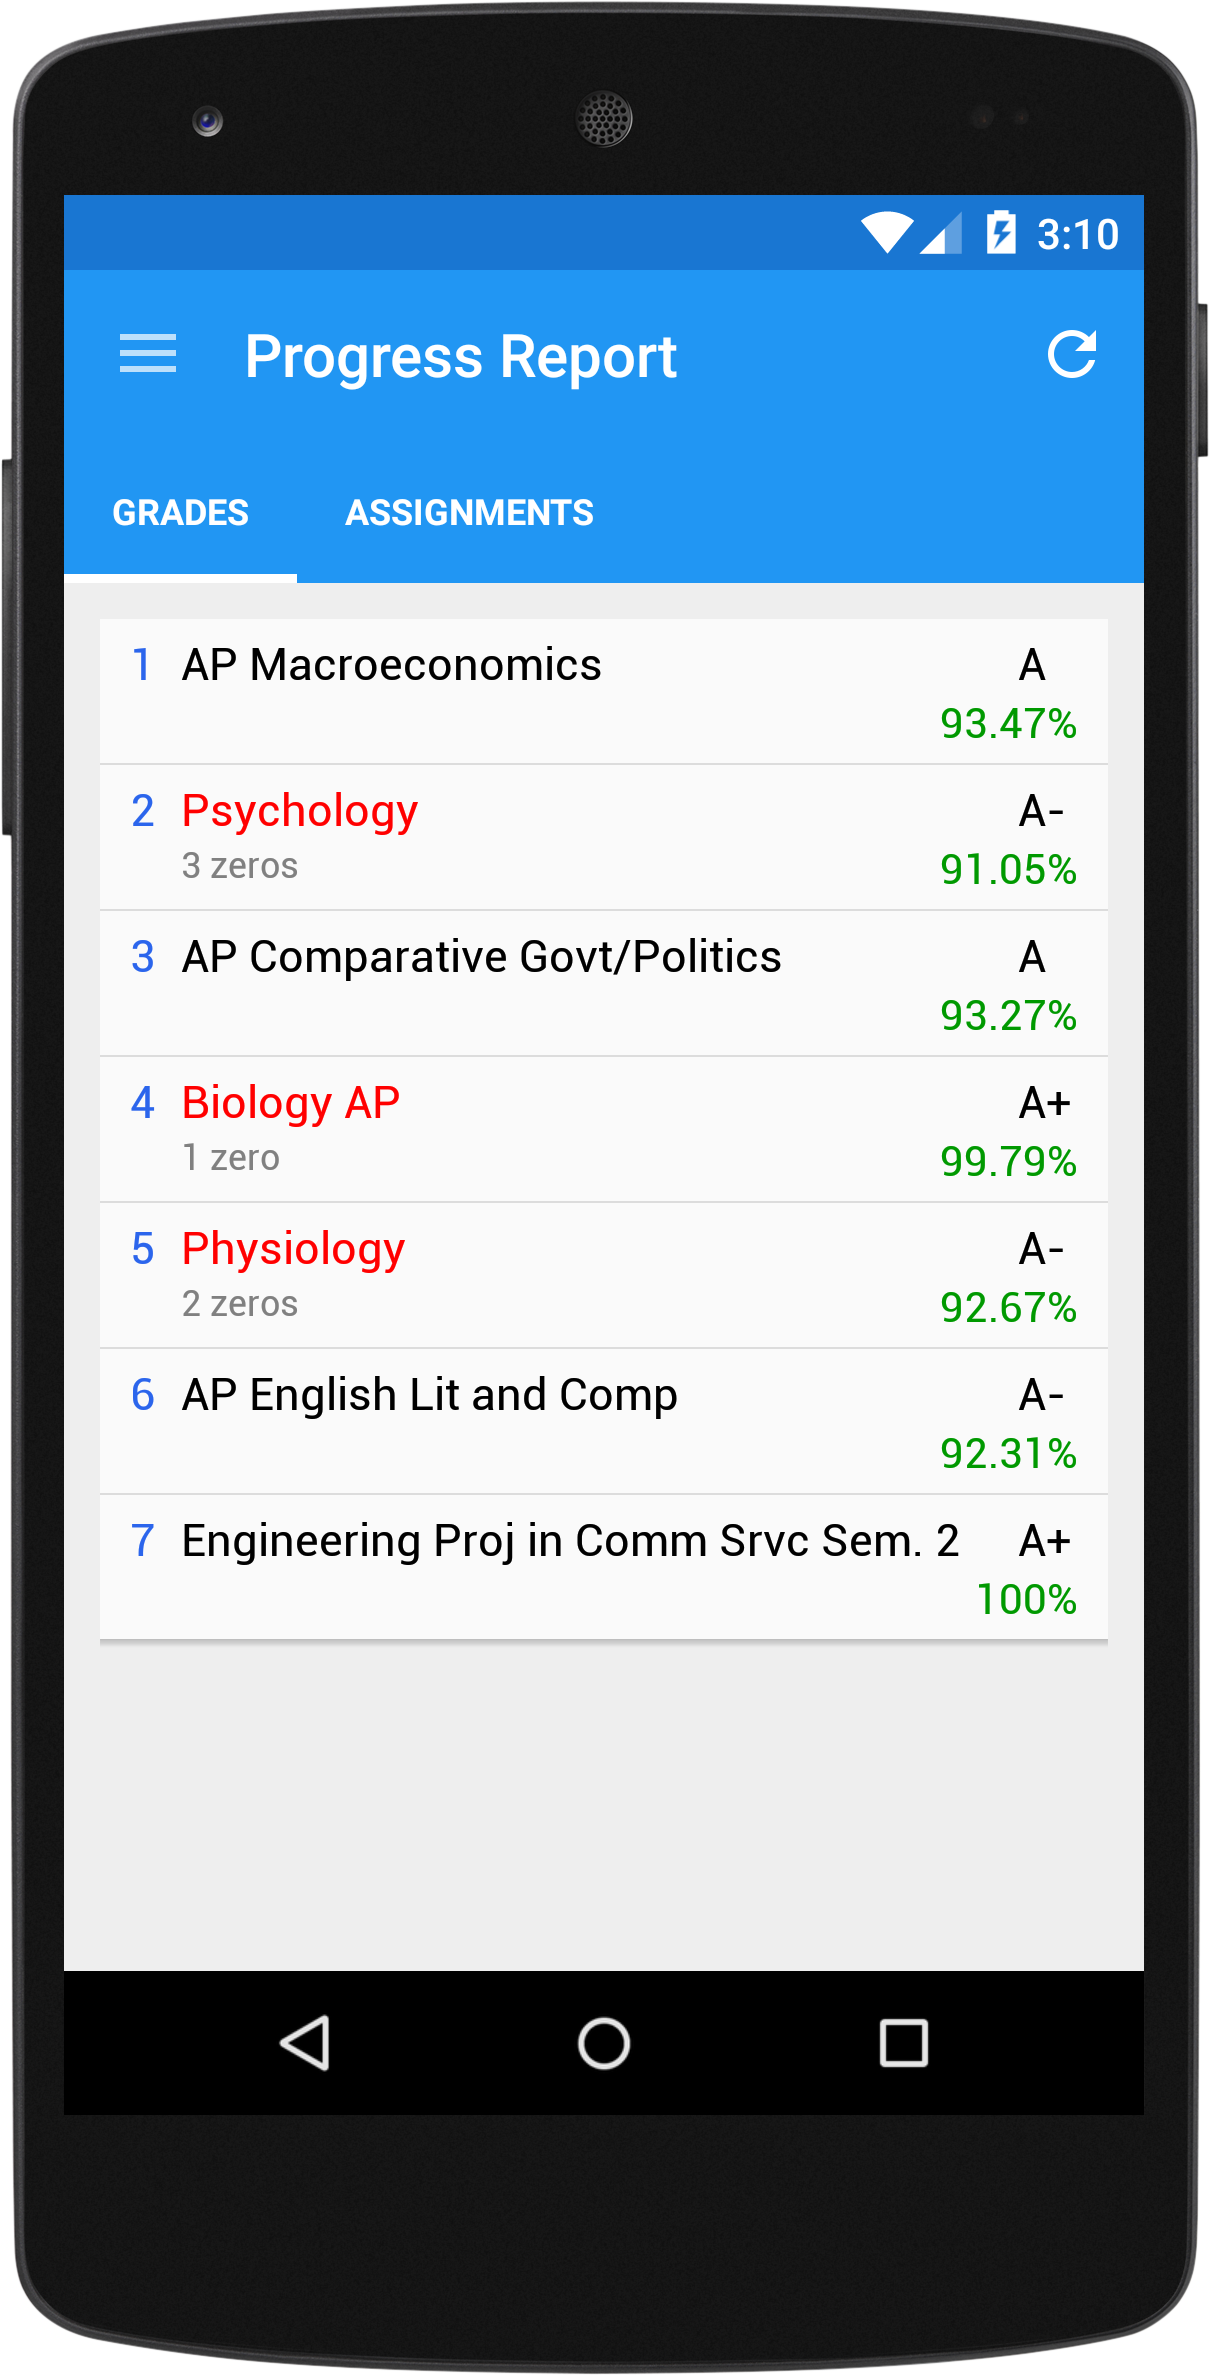 3:10
Progress Report
GRADES ASSIGNMENTS
1 AP Macroeconomics A
93.47%
2 Psychology A-
3 zeros 91.05%
3 AP Comparative Govt/Politics A
93.27%
4 Biology AP A+
1 zero 99.79%
5 Physiology A-
2 zeros 92.67%
6 AP English Lit and Comp A-
92.31%
7 Engineering Proj in Comm Srvc Sem. 2 A+
100%